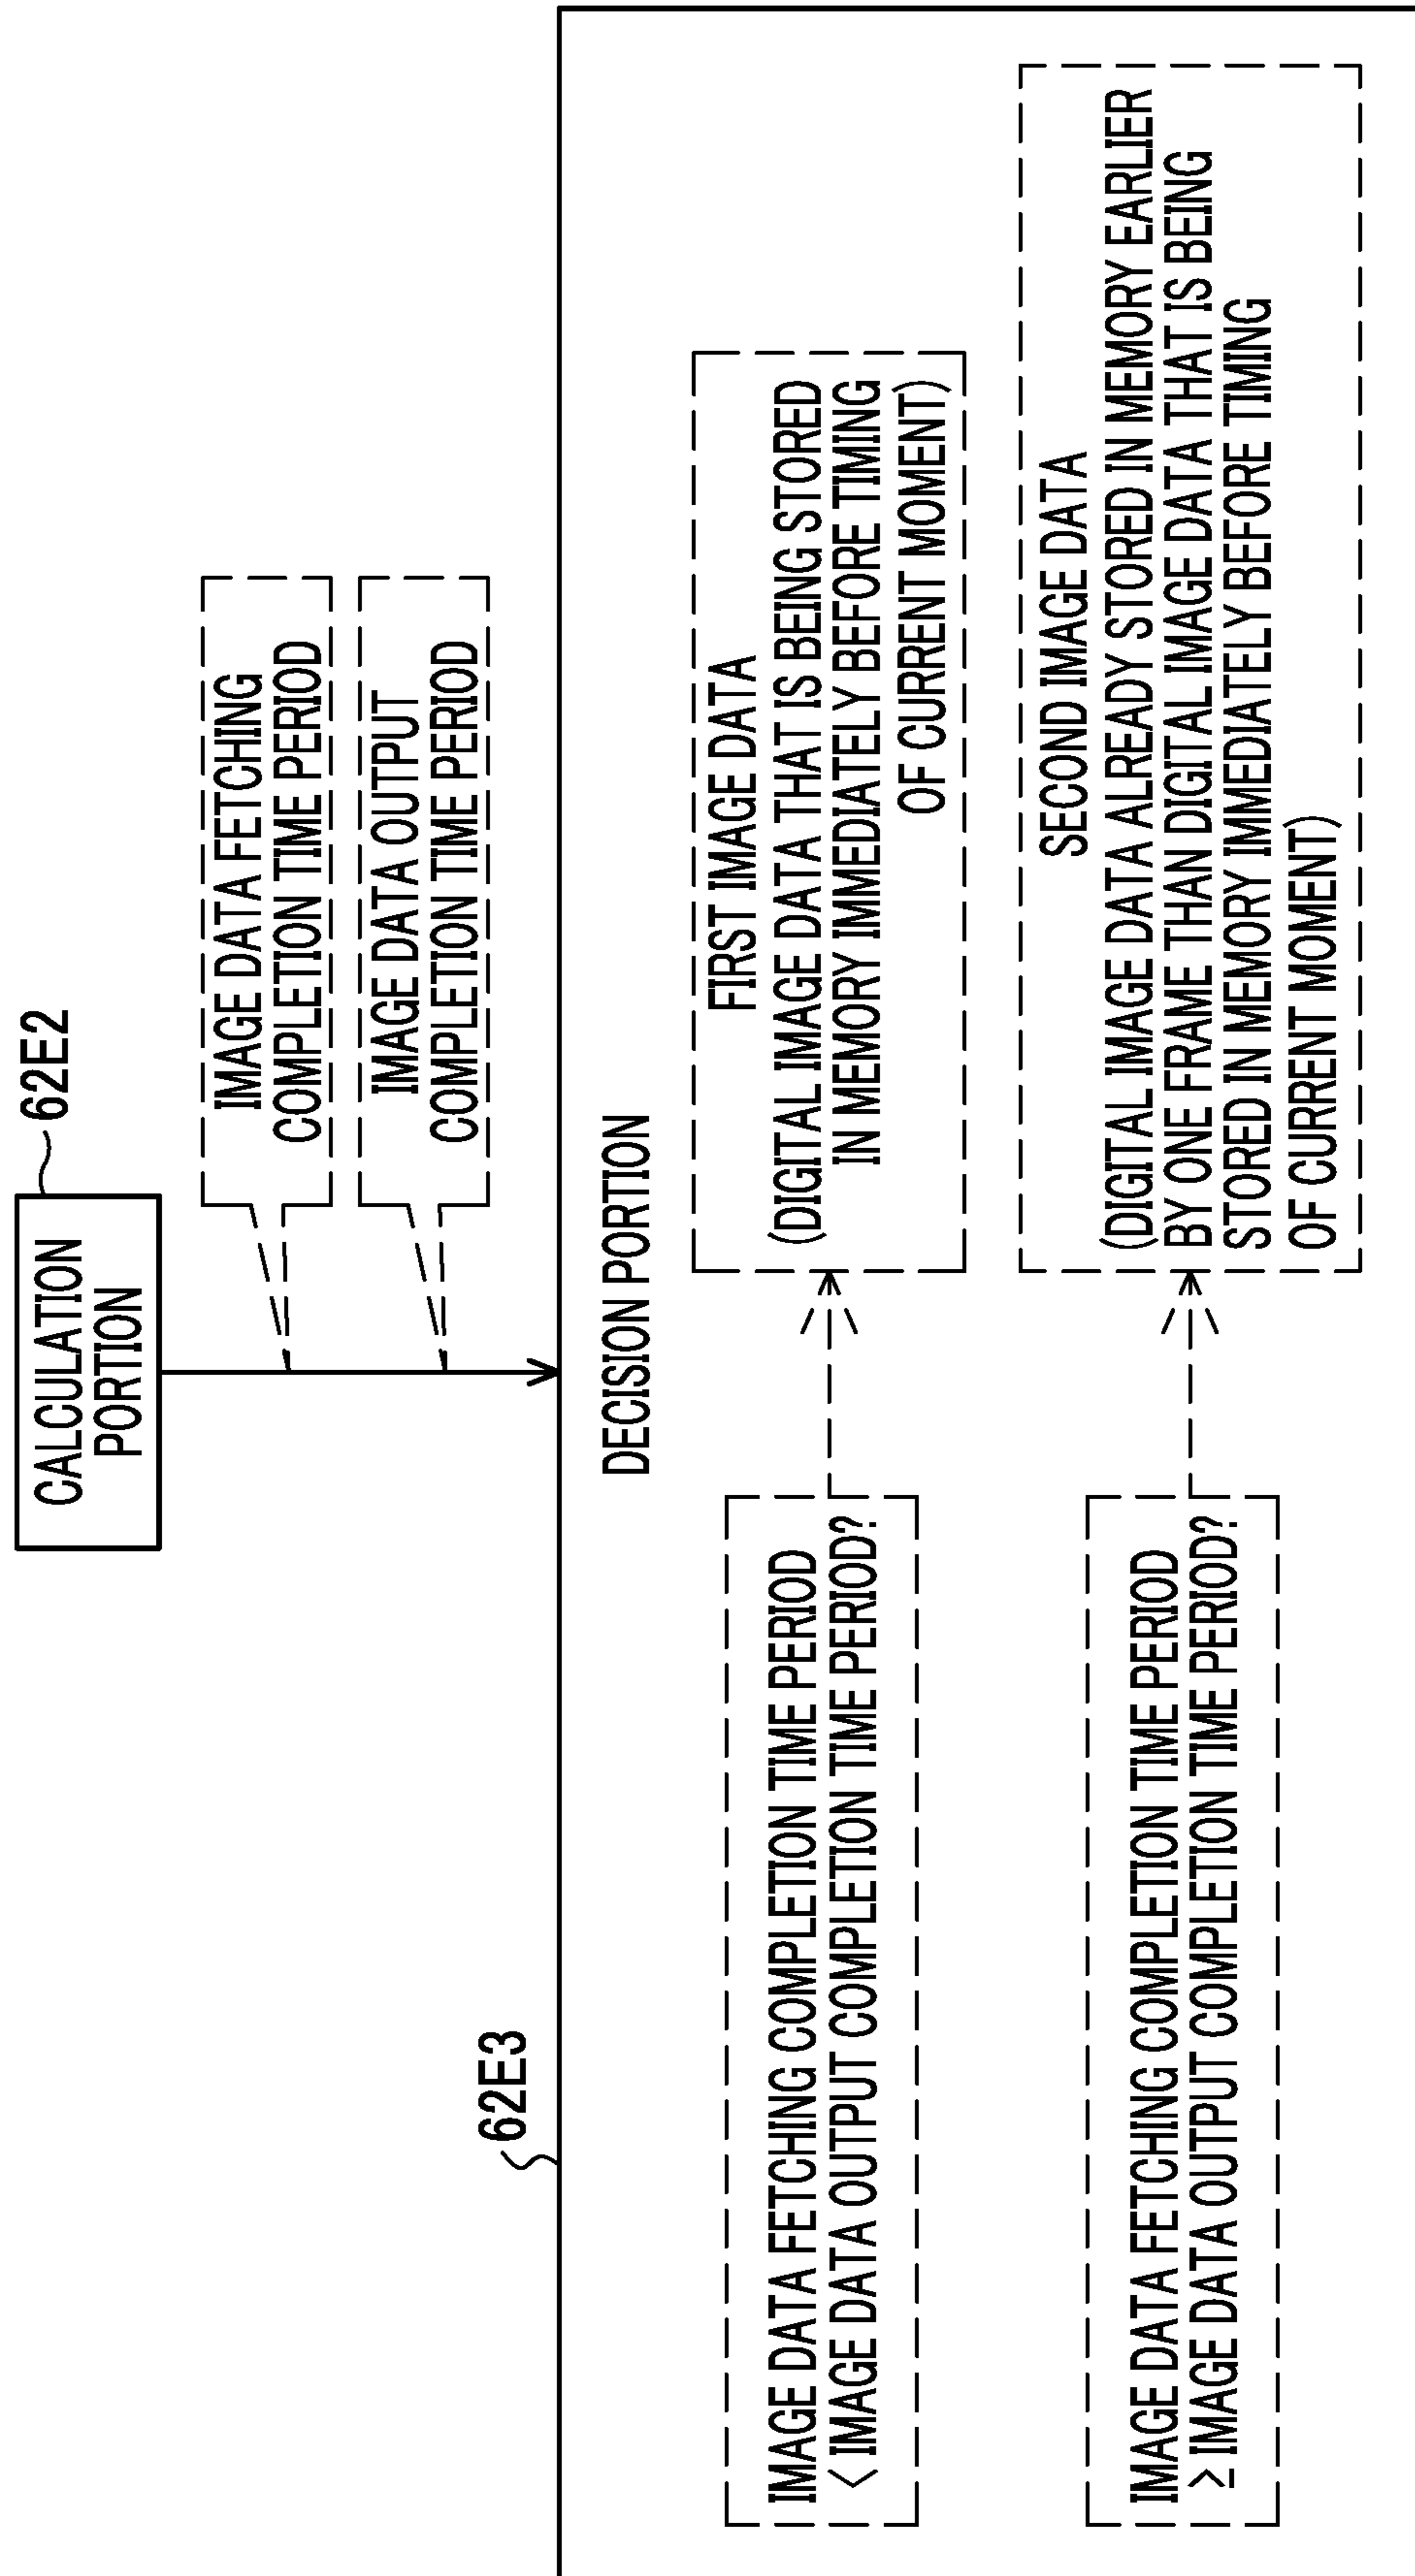 62E2
CALCULATION
PORTION
IMAGE DATA FETCHING
COMPLETION TIME PERIOD
IMAGE DATA OUTPUT
COMPLETION TIME PERIOD
62E3
DECISION PORTION
IMAGE DATA FETCHING COMPLETION TIME PERIOD
< IMAGE DATA OUTPUT COMPLETION TIME PERIOD?
FIRST IMAGE DATA
(DIGITAL IMAGE DATA THAT IS BEING STORED
IN MEMORY IMMEDIATELY BEFORE TIMING
OF CURRENT MOMENT)
IMAGE DATA FETCHING COMPLETION TIME PERIOD
≥ IMAGE DATA OUTPUT COMPLETION TIME PERIOD?
SECOND IMAGE DATA
(DIGITAL IMAGE DATA ALREADY STORED IN MEMORY EARLIER
BY ONE FRAME THAN DIGITAL IMAGE DATA THAT IS BEING
STORED IN MEMORY IMMEDIATELY BEFORE TIMING
OF CURRENT MOMENT)